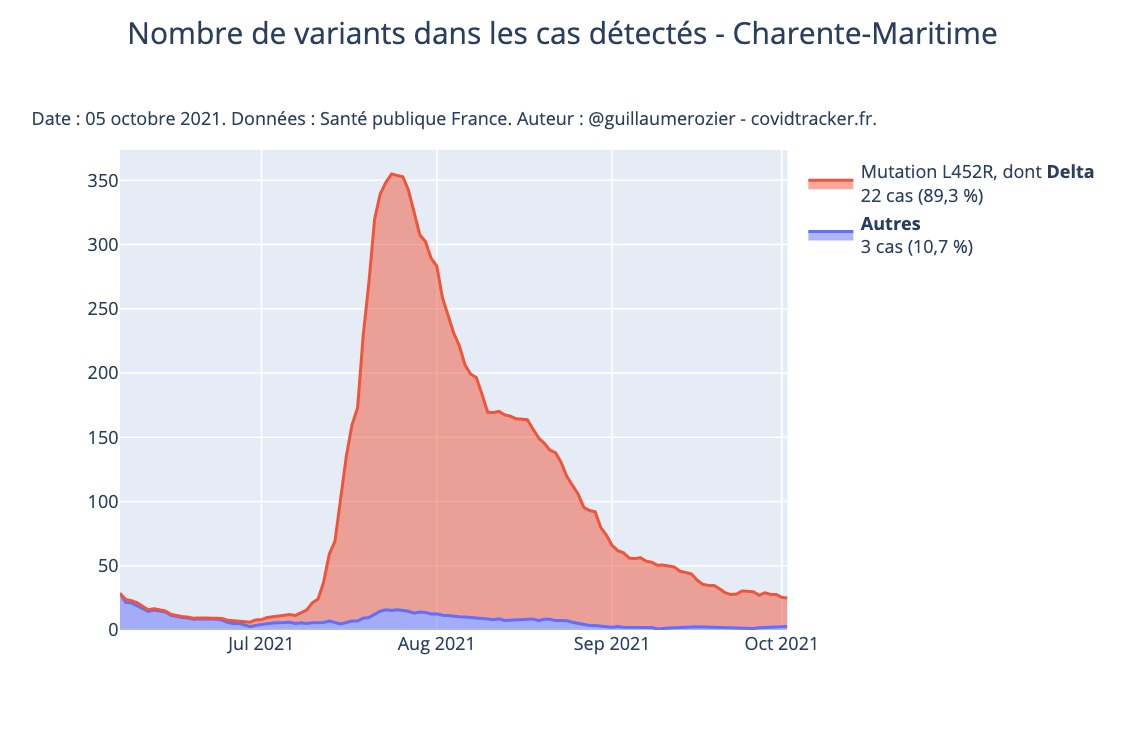 Nombre de variants dans les cas détectés - Charente-Maritime
Date : 05 octobre 2021. Données : Santé publique France. Auteur : @guillaumerozier - covidtracker.fr.
Mutation L452R, dont Delta
22 cas (89,3 %)
Autres
3 cas (10,7 %)
350
300
250
200
150
100
50
0
Jul 2021
Aug 2021
Sep 2021
Oct 2021